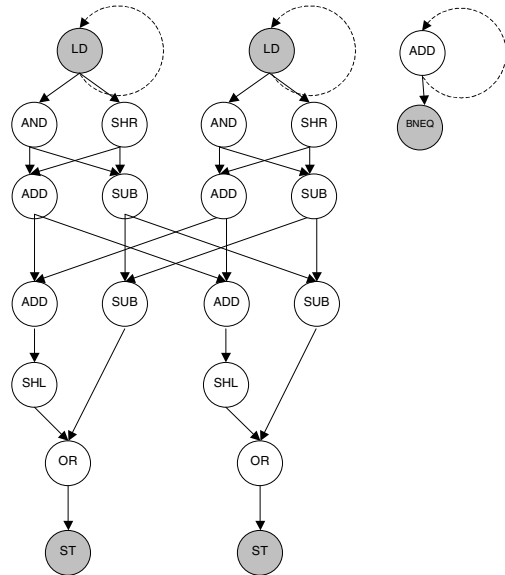 LD
LD
ADD
AND
SHR
AND
SHR
BNEQ
ADD
SUB
ADD
SUB
ADD
SUB
ADD
SUB
SHL
SHL
OR
OR
ST
ST